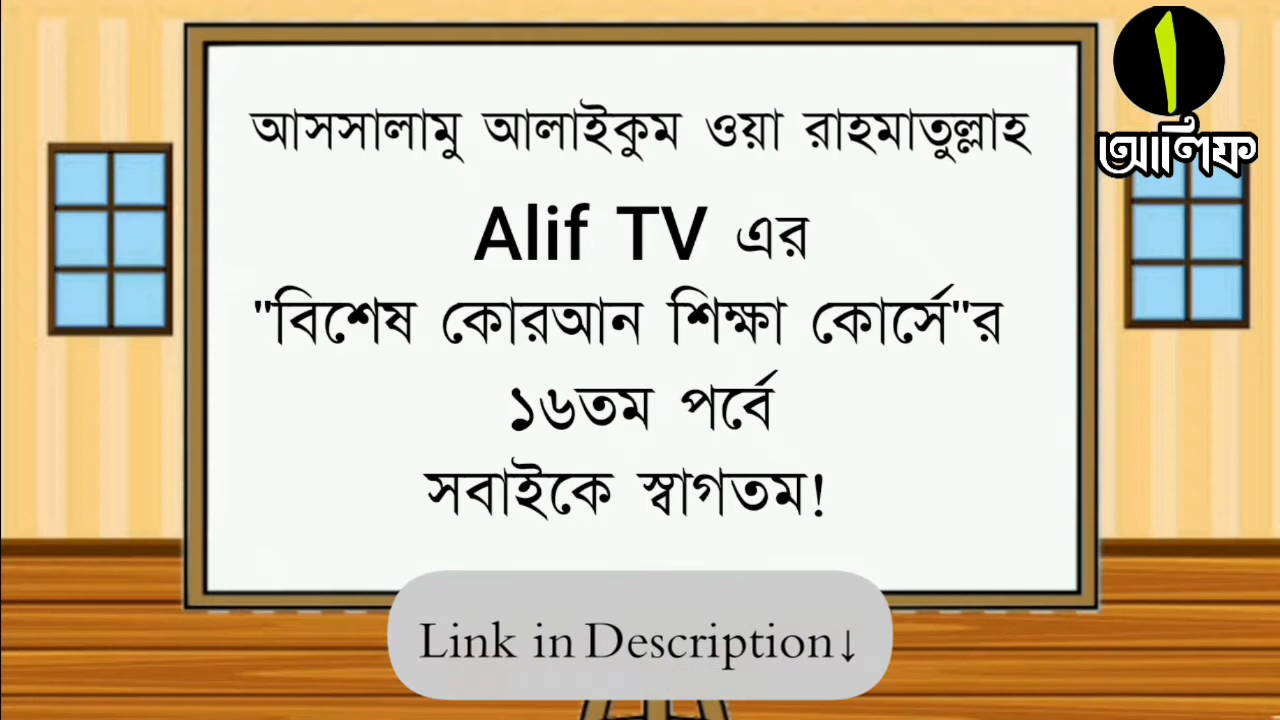 আসসালামু আলাইকুম ওয়া রাহমাতুল্লাহ
Alif TV এর
"বিশেষ কোরআন শিক্ষা কোর্সে"র
১৬তম পর্বে
সবাইকে স্বাগতম!
Link in Description↓
আলিফ